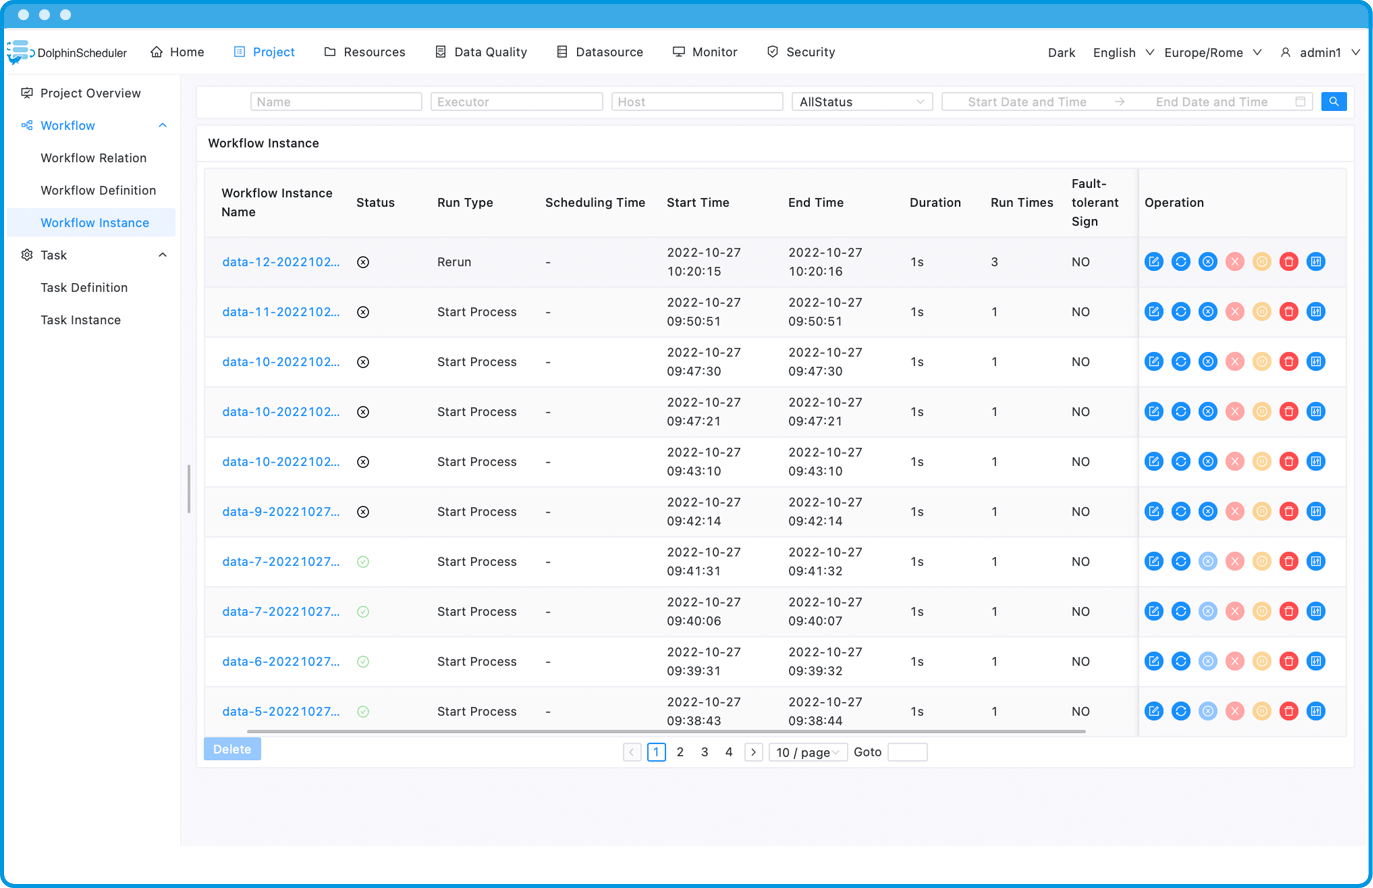 DolphinScheduler Home Project Resources Data Quality Datasource Monitor Security Dark English Europe/Rome admin1
Project Overview
Workflow
Workflow Relation
Workflow Definition
Workflow Instance
Task
Task Definition
Task Instance
Name Executor Host AllStatus Start Date and Time End Date and Time
Workflow Instance
Workflow Instance Name Status Run Type Scheduling Time Start Time End Time Duration Run Times Fault-tolerant Sign Operation
data-12-2022102... Rerun - 2022-10-27 10:20:15 2022-10-27 10:20:16 1s 3 NO
data-11-2022102... Start Process - 2022-10-27 09:50:51 2022-10-27 09:50:51 1s 1 NO
data-10-2022102... Start Process - 2022-10-27 09:47:30 2022-10-27 09:47:30 1s 1 NO
data-10-2022102... Start Process - 2022-10-27 09:47:21 2022-10-27 09:47:21 1s 1 NO
data-10-2022102... Start Process - 2022-10-27 09:43:10 2022-10-27 09:43:10 1s 1 NO
data-9-20221027... Start Process - 2022-10-27 09:42:14 2022-10-27 09:42:14 1s 1 NO
data-7-20221027... Start Process - 2022-10-27 09:41:31 2022-10-27 09:41:32 1s 1 NO
data-7-20221027... Start Process - 2022-10-27 09:40:06 2022-10-27 09:40:07 1s 1 NO
data-6-20221027... Start Process - 2022-10-27 09:39:31 2022-10-27 09:39:32 1s 1 NO
data-5-20221027... Start Process - 2022-10-27 09:38:43 2022-10-27 09:38:44 1s 1 NO
Delete
1 2 3 4 10 / page Goto